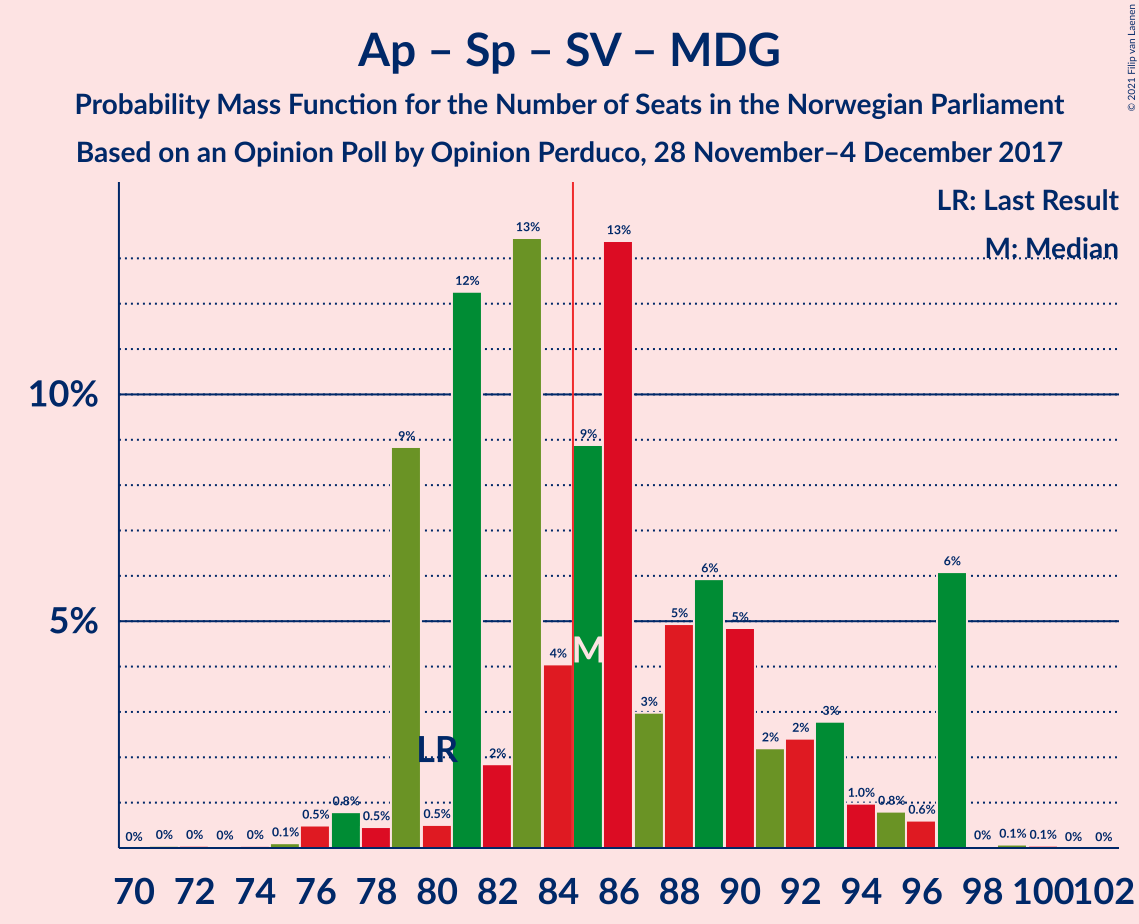 Ap – Sp – SV – MDG
Probability Mass Function for the Number of Seats in the Norwegian Parliament
Based on an Opinion Poll by Opinion Perduco, 28 November–4 December 2017
© 2021 Filip van Laenen
LR: Last Result
M: Median
10%
5%
0% 0% 0% 0% 0% 0.1% 0.5% 0.8% 0.5% 9% 0.5% 12% 2% 13% 4% 9% 13% 3% 5% 6% 5% 2% 2% 3% 1.0% 0.8% 0.6% 6% 0% 0.1% 0.1% 0% 0%
LR
M
70 72 74 76 78 80 82 84 86 88 90 92 94 96 98 100 102